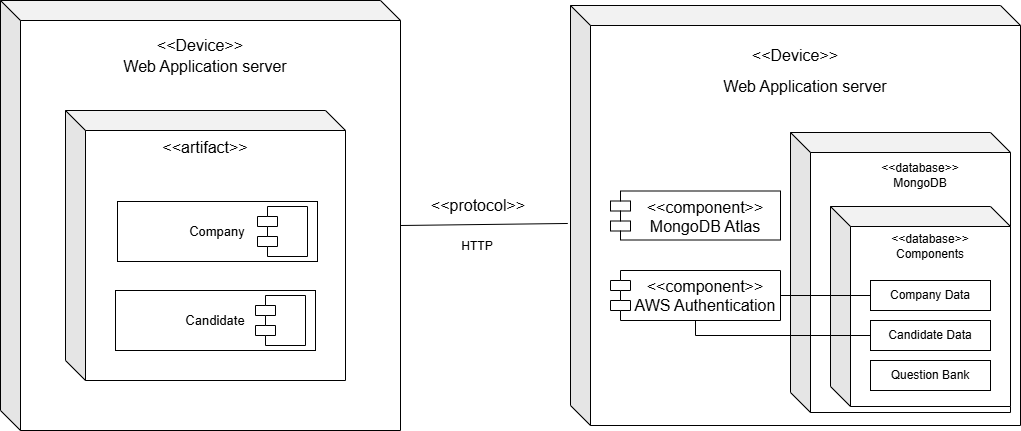 <<Device>>
Web Application server
<<artifact>>
Company
Candidate
<<protocol>>
HTTP
<<Device>>
Web Application server
<<component>>
MongoDB Atlas
<<component>>
AWS Authentication
<<database>>
MongoDB
<<database>>
Components
Company Data
Candidate Data
Question Bank